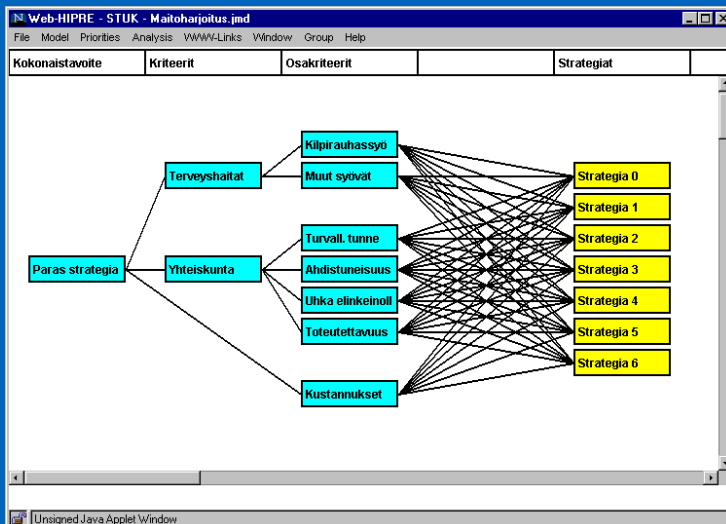 Web-HIPRE - STUK - Maitoharjoitus.jmd
File Model Priorities Analysis WWW-Links Window Group Help
Kokonaistavoite Kriteerit Osakriteerit Strategiat
Kilpirauhassyö
Terveyshaitat Muut syövät Strategia 0
Strategia 1
Turvall. tunne Strategia 2
Paras strategia Yhteiskunta Ahdistuneisuus Strategia 3
Uhka elinkeinoll Strategia 4
Toteutettavuus Strategia 5
Strategia 6
Kustannukset
Unsigned Java Applet Window